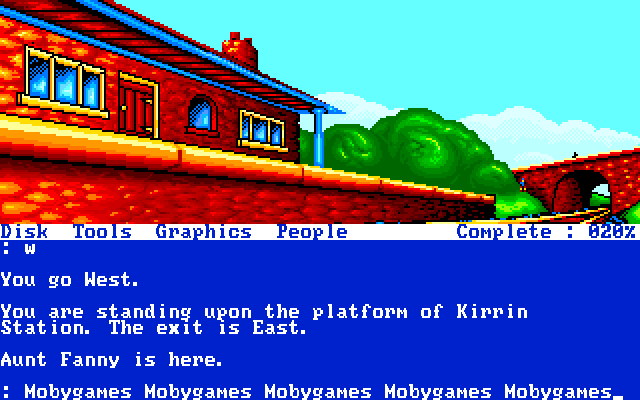 Disk Tools Graphics People Complete : 020%
: w
You go West.
You are standing upon the platform of Kirrin
Station. The exit is East.
Aunt Fanny is here.
: Mobygames Mobygames Mobygames Mobygames Mobygames_